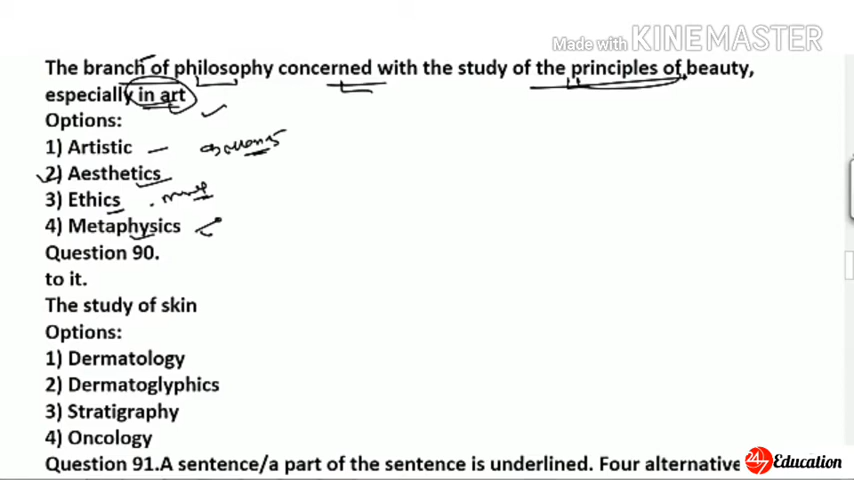 Made with KINEMASTER
The branch of philosophy concerned with the study of the principles of beauty,
especially in art
Options:
1) Artistic
2) Aesthetics
3) Ethics
4) Metaphysics
Question 90.
to it.
The study of skin
Options:
1) Dermatology
2) Dermatoglyphics
3) Stratigraphy
4) Oncology
Question 91.A sentence/a part of the sentence is underlined. Four alternative
24/7 Education